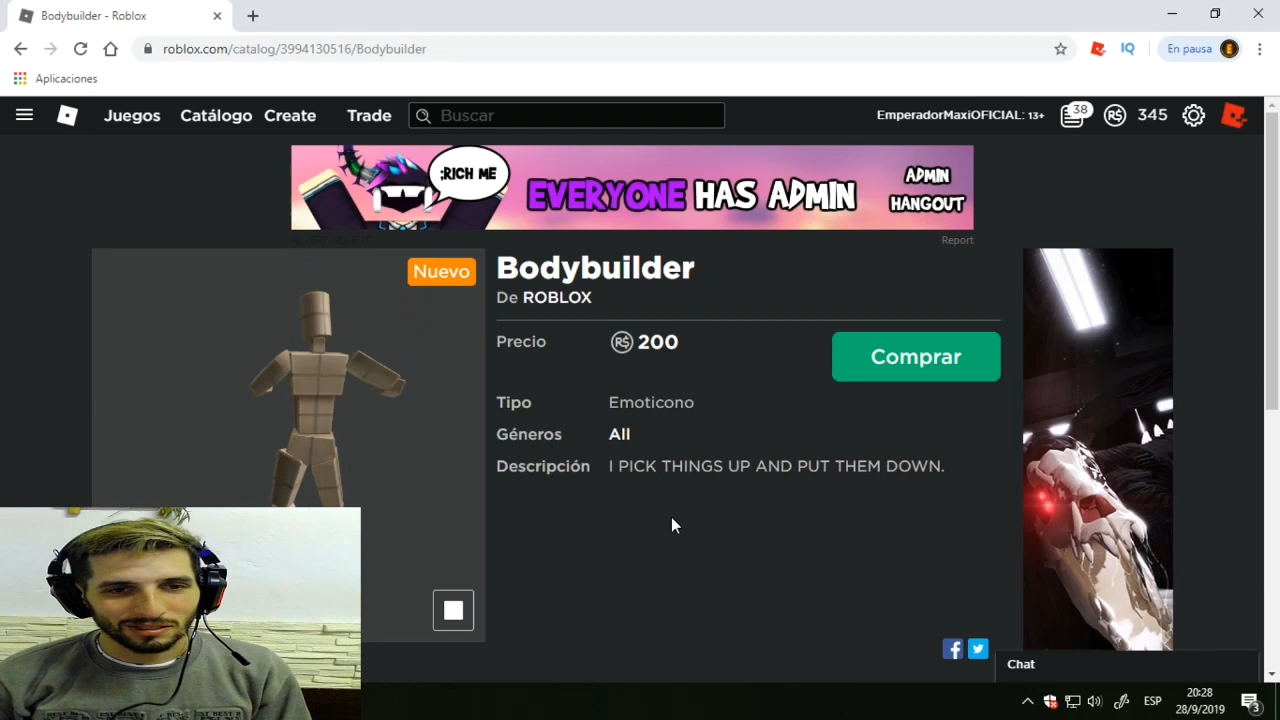 Bodybuilder - Roblox
roblox.com/catalog/3994130516/Bodybuilder
IQ
En pausa
Aplicaciones
Juegos
Catálogo
Create
Trade
Buscar
EmperadorMaxiOFICIAL: 13+
38
345
;RICH ME
EVERYONE HAS ADMIN
ADMIN
HANGOUT
Report
Nuevo
Bodybuilder
De ROBLOX
Precio
R$ 200
Comprar
Tipo
Emoticono
Géneros
All
Descripción
I PICK THINGS UP AND PUT THEM DOWN.
Chat
ESP
20:28
28/9/2019
3